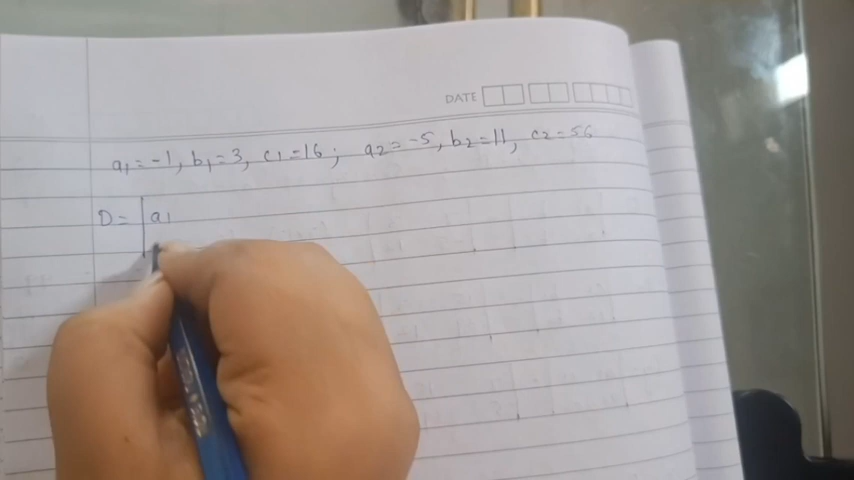 DATE
a1=-1, b1=3, c1=16; a2=-5, b2=11, c2=56
D= | a1